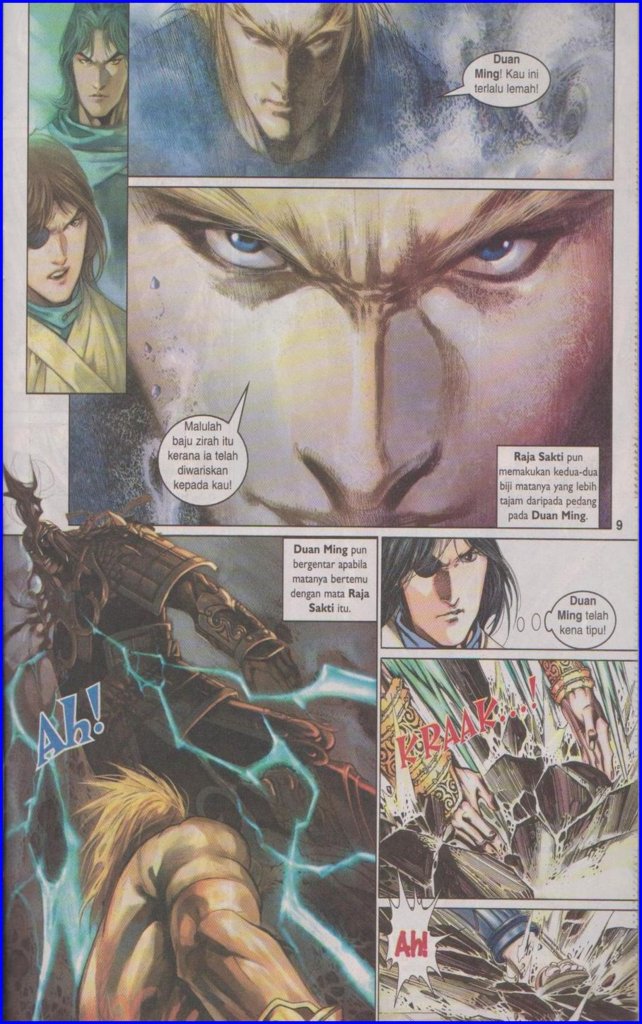 Duan
Ming! Kau ini
terlalu lemah!
Malulah
baju zirah itu
kerana ia telah
diwariskan
kepada kau!
Raja Sakti pun
memakukan kedua-dua
biji matanya yang lebih
tajam daripada pedang
pada Duan Ming.
9
Duan Ming pun
bergentar apabila
matanya bertemu
dengan mata Raja
Sakti itu.
Duan
Ming telah
kena tipu!
Ah!
KRAAK...!
Ah!